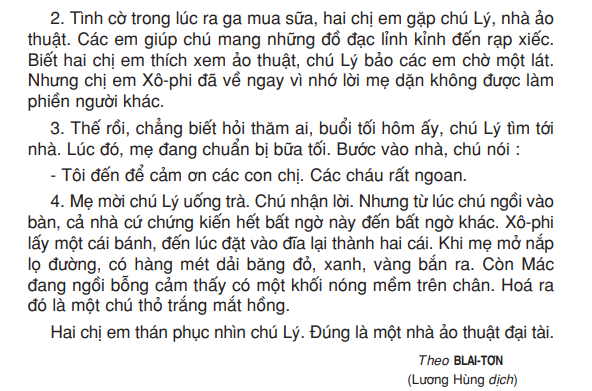 2. Tình cờ trong lúc ra ga mua sữa, hai chị em gặp chú Lý, nhà ảo
thuật. Các em giúp chú mang những đồ đạc lỉnh kỉnh đến rạp xiếc.
Biết hai chị em thích xem ảo thuật, chú Lý bảo các em chờ một lát.
Nhưng chị em Xô-phi đã về ngay vì nhớ lời mẹ dặn không được làm
phiền người khác.
3. Thế rồi, chẳng biết hỏi thăm ai, buổi tối hôm ấy, chú Lý tìm tới
nhà. Lúc đó, mẹ đang chuẩn bị bữa tối. Bước vào nhà, chú nói :
- Tôi đến để cảm ơn các con chị. Các cháu rất ngoan.
4. Mẹ mời chú Lý uống trà. Chú nhận lời. Nhưng từ lúc chú ngồi vào
bàn, cả nhà cứ chứng kiến hết bất ngờ này đến bất ngờ khác. Xô-phi
lấy một cái bánh, đến lúc đặt vào đĩa lại thành hai cái. Khi mẹ mở nắp
lọ đường, có hàng mét dải băng đỏ, xanh, vàng bắn ra. Còn Mác
đang ngồi bỗng cảm thấy có một khối nóng mềm trên chân. Hoá ra
đó là một chú thỏ trắng mắt hồng.
Hai chị em thán phục nhìn chú Lý. Đúng là một nhà ảo thuật đại tài.
Theo BLAI-TƠN
(Lương Hùng dịch)